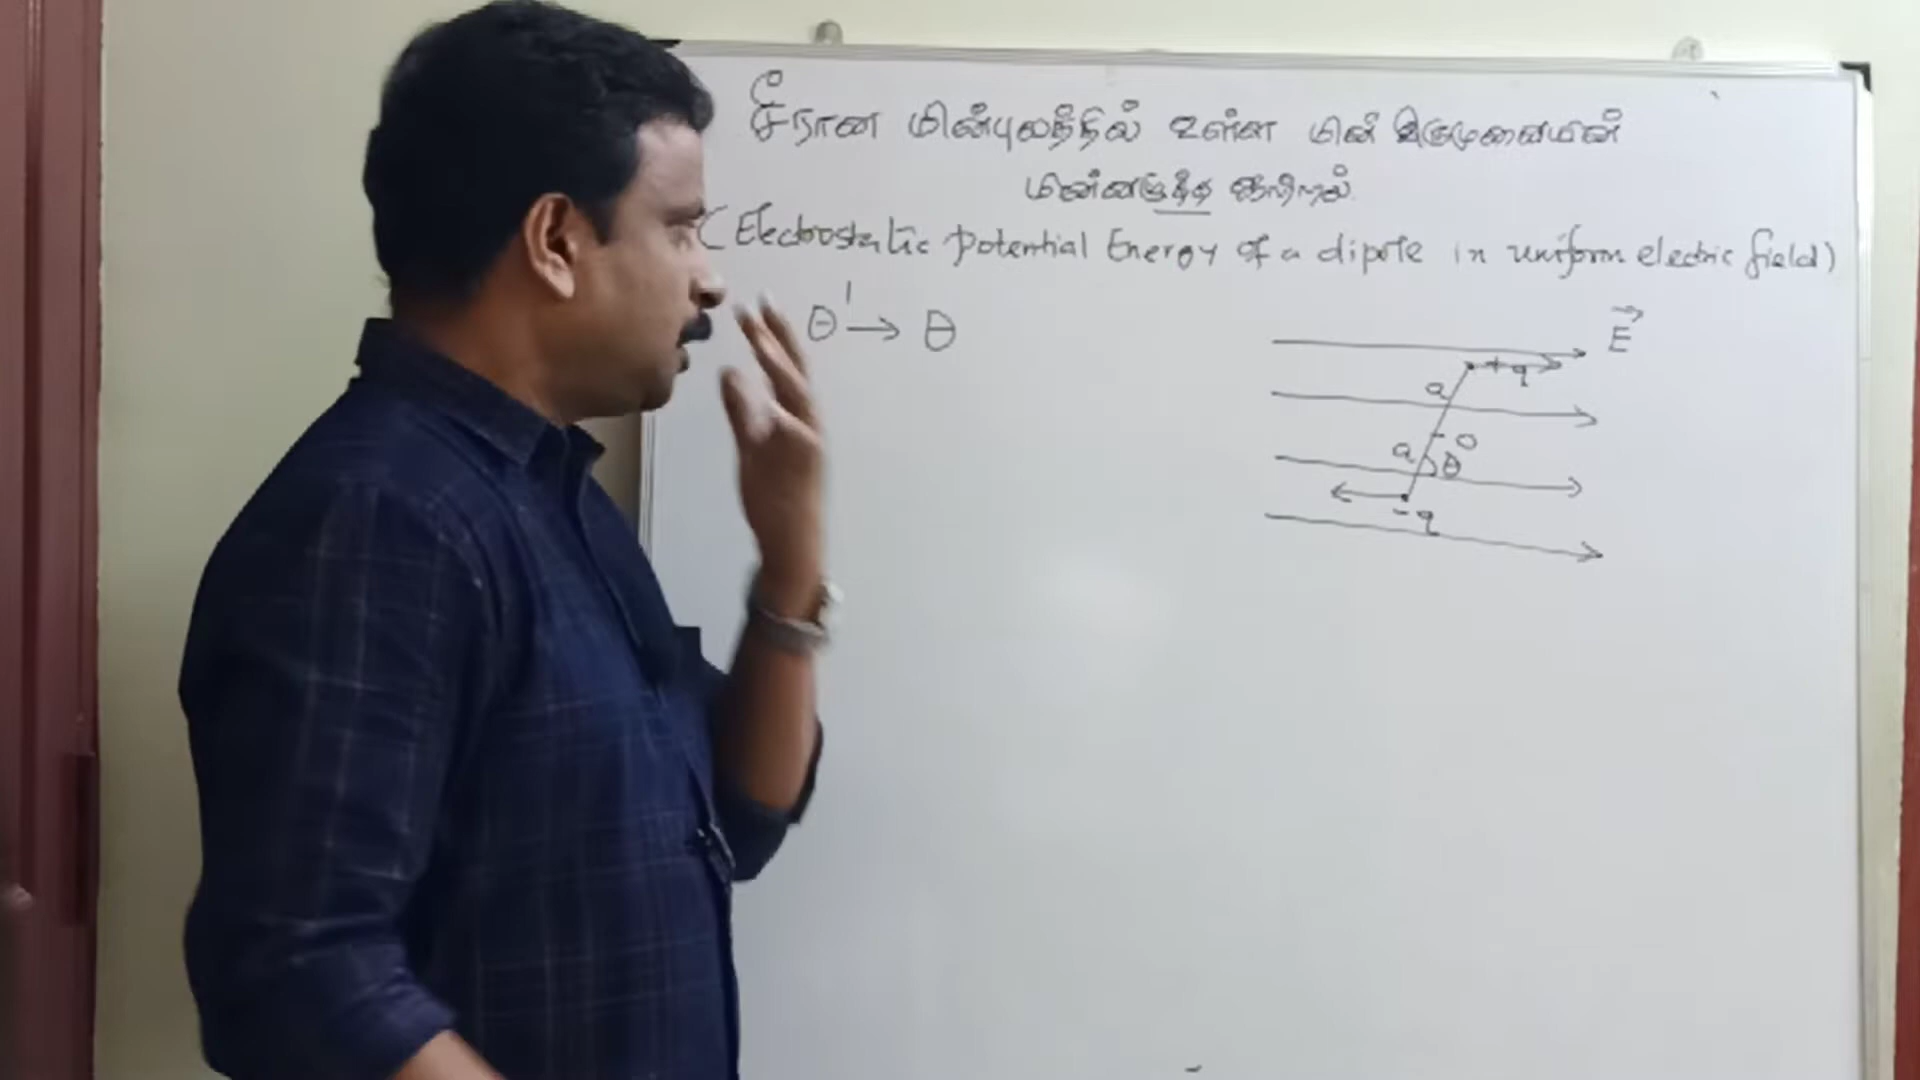 சீரான மின்புலத்தில் உள்ள மின் இருமுனையின்
மின்னழுத்த ஆற்றல்
(Electrostatic Potential Energy of a dipole in uniform electric field)
θ' → θ
E
+q
a
O
a θ
-q